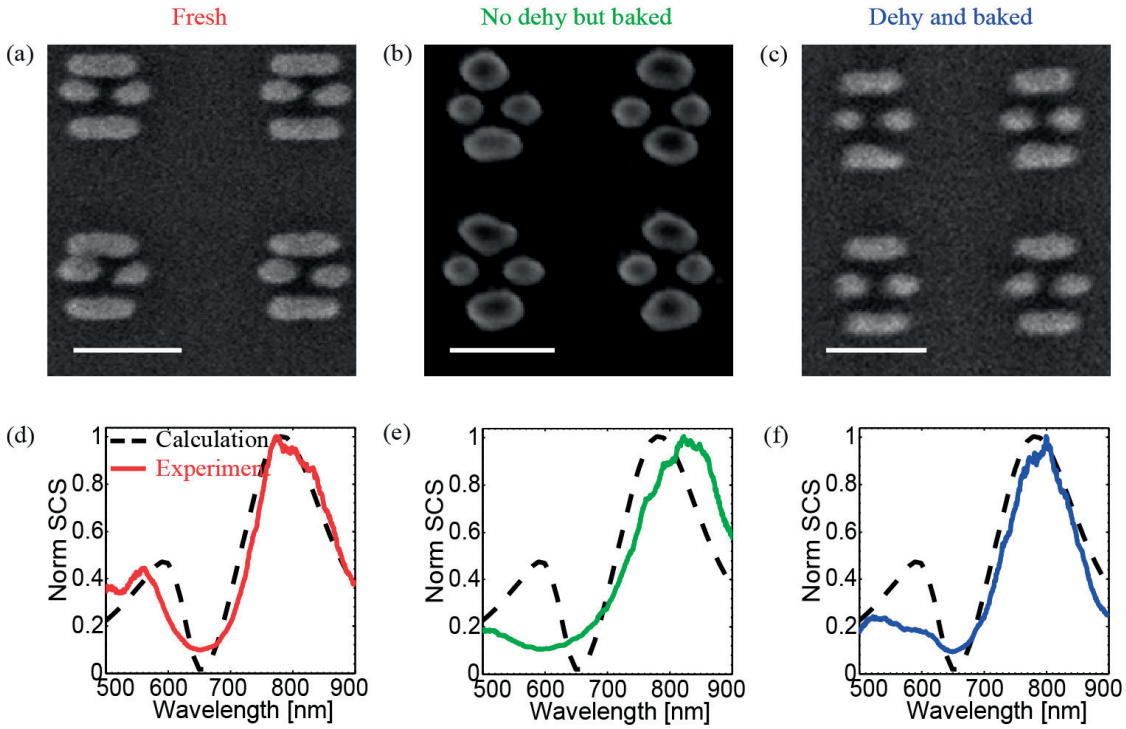 Fresh
No dehy but baked
Dehy and baked
(a)
(b)
(c)
(d)
1
0.8
0.6
0.4
0.2
0
Norm SCS
Calculation
Experiment
500 600 700 800 900
Wavelength [nm]
(e)
1
0.8
0.6
0.4
0.2
0
Norm SCS
500 600 700 800 900
Wavelength [nm]
(f)
1
0.8
0.6
0.4
0.2
0
Norm SCS
500 600 700 800 900
Wavelength [nm]